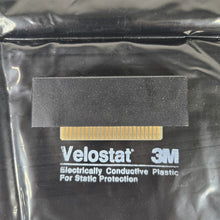 Velostat® 3M
Electrically Conductive Plastic
For Static Protection